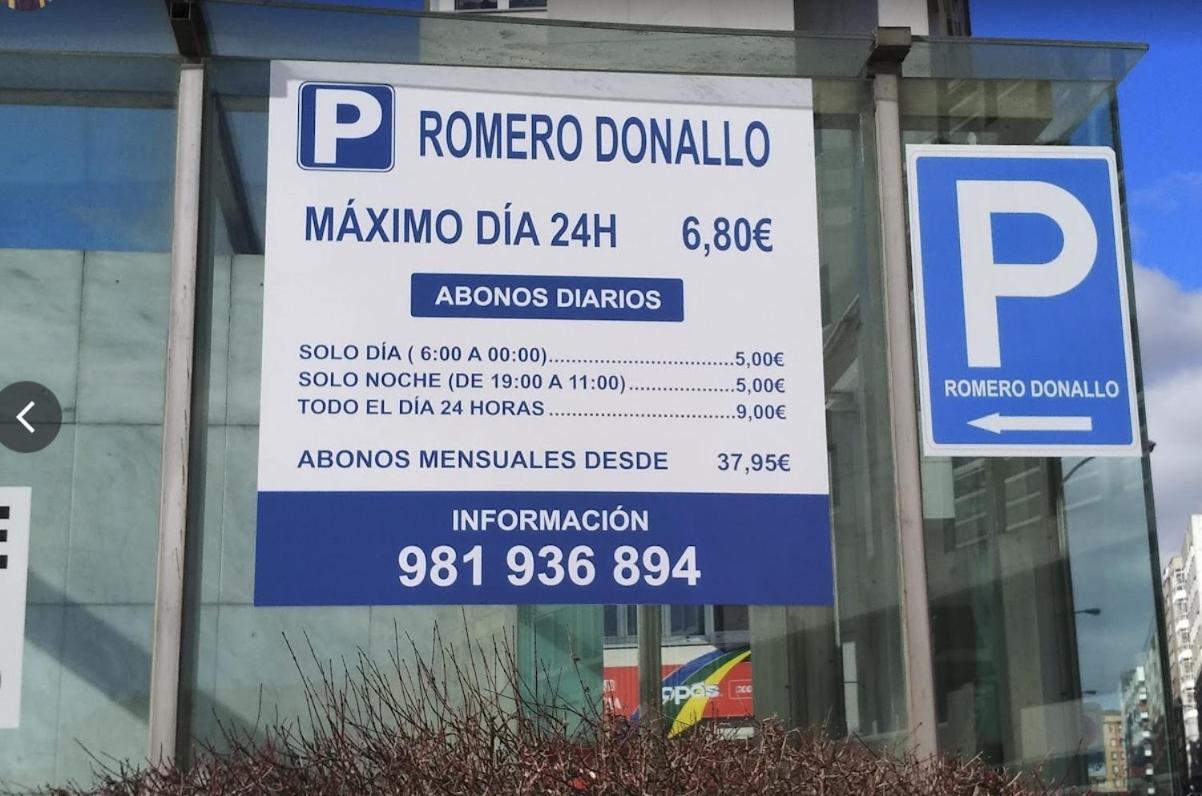 P ROMERO DONALLO
MÁXIMO DÍA 24H 6,80€
ABONOS DIARIOS
SOLO DÍA ( 6:00 A 00:00)..................................5,00€
SOLO NOCHE (DE 19:00 A 11:00)...................5,00€
TODO EL DÍA 24 HORAS..................................9,00€
ABONOS MENSUALES DESDE 37,95€
INFORMACIÓN
981 936 894
P
ROMERO DONALLO